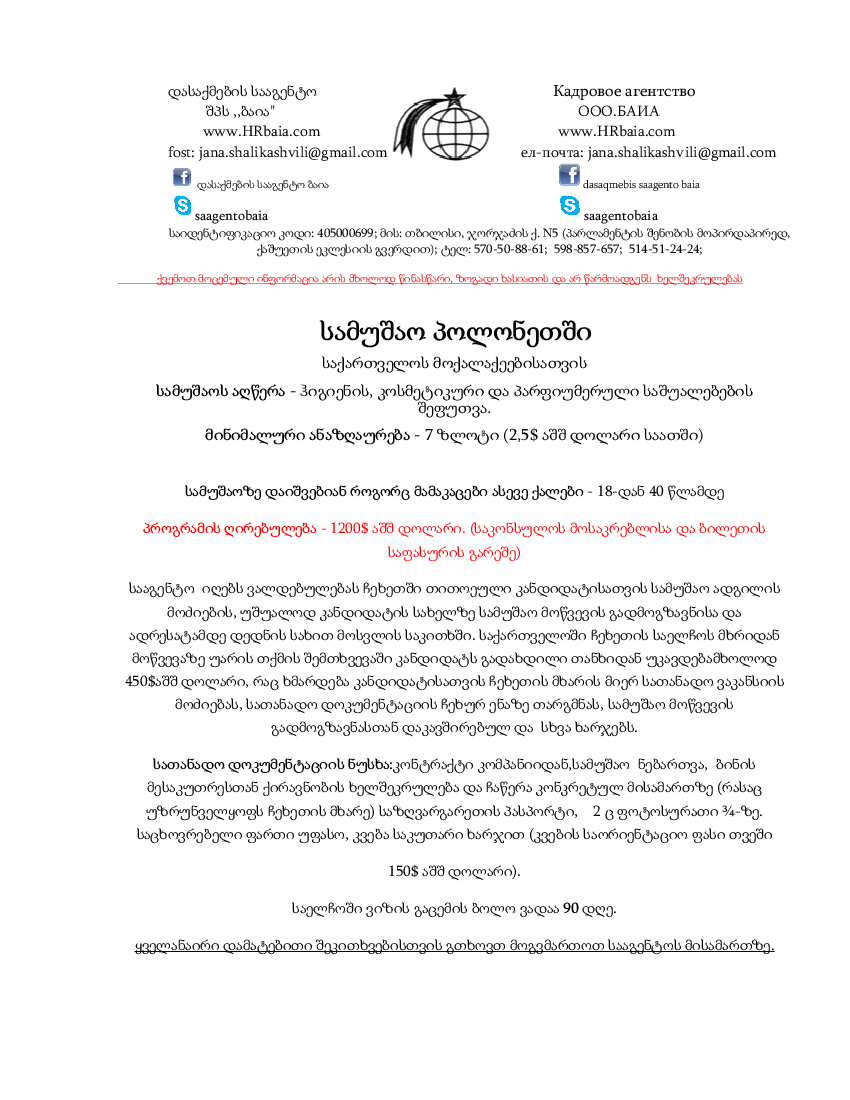 დასაქმების სააგენტო
შპს ,,ბაია"
www.HRbaia.com
fost: jana.shalikashvili@gmail.com
დასაქმების სააგენტო ბაია
saagentobaia
Кадровое агентство
ООО.БАИА
www.HRbaia.com
ел-почта: jana.shalikashvili@gmail.com
dasaqmebis saagento baia
saagentobaia
საიდენტიფიკაციო კოდი: 405000699; მის: თბილისი, ჯორჯაძის ქ. N5 (პარლამენტის შენობის მოპირდაპირედ,
ქაშუეთის ეკლესიის გვერდით); ტელ: 570-50-88-61; 598-857-657; 514-51-24-24;
ქვემოთ მოცემული ინფორმაცია არის მხოლოდ წინასწარი, ზოგადი ხასიათის და არ წარმოადგენს ხელშეკრულებას
სამუშაო პოლონეთში
საქართველოს მოქალაქეებისათვის
სამუშაოს აღწერა - ჰიგიენის, კოსმეტიკური და პარფიუმერული საშუალებების
შეფუთვა.
მინიმალური ანაზღაურება - 7 ზლოტი (2,5$ აშშ დოლარი საათში)
სამუშაოზე დაიშვებიან როგორც მამაკაცები ასევე ქალები - 18-დან 40 წლამდე
პროგრამის ღირებულება - 1200$ აშშ დოლარი. (საკონსულოს მოსაკრებლისა და ბილეთის
საფასურის გარეშე)
სააგენტო იღებს ვალდებულებას ჩეხეთში თითოეული კანდიდატისათვის სამუშაო ადგილის
მოძიების, უშუალოდ კანდიდატის სახელზე სამუშაო მოწვევის გადმოგზავნისა და
ადრესატამდე დედნის სახით მოსვლის საკითხში. საქართველოში ჩეხეთის საელჩოს მხრიდან
მოწვევაზე უარის თქმის შემთხვევაში კანდიდატს გადახდილი თანხიდან უკავდებამხოლოდ
450$აშშ დოლარი, რაც ხმარდება კანდიდატისათვის ჩეხეთის მხარის მიერ სათანადო ვაკანსიის
მოძიებას, სათანადო დოკუმენტაციის ჩეხურ ენაზე თარგმნას, სამუშაო მოწვევის
გადმოგზავნასთან დაკავშირებულ და სხვა ხარჯებს.
სათანადო დოკუმენტაციის ნუსხა:კონტრაქტი კომპანიიდან,სამუშაო ნებართვა, ბინის
მესაკუთრესთან ქირავნობის ხელშეკრულება და ჩაწერა კონკრეტულ მისამართზე (რასაც
უზრუნველყოფს ჩეხეთის მხარე) საზღვარგარეთის პასპორტი, 2 ც ფოტოსურათი ¾-ზე.
საცხოვრებელი ფართი უფასო, კვება საკუთარი ხარჯით (კვების საორიენტაციო ფასი თვეში
150$ აშშ დოლარი).
საელჩოში ვიზის გაცემის ბოლო ვადაა 90 დღე.
ყველანაირი დამატებითი შეკითხვებისთვის გთხოვთ მოგვმართოთ სააგენტოს მისამართზე.